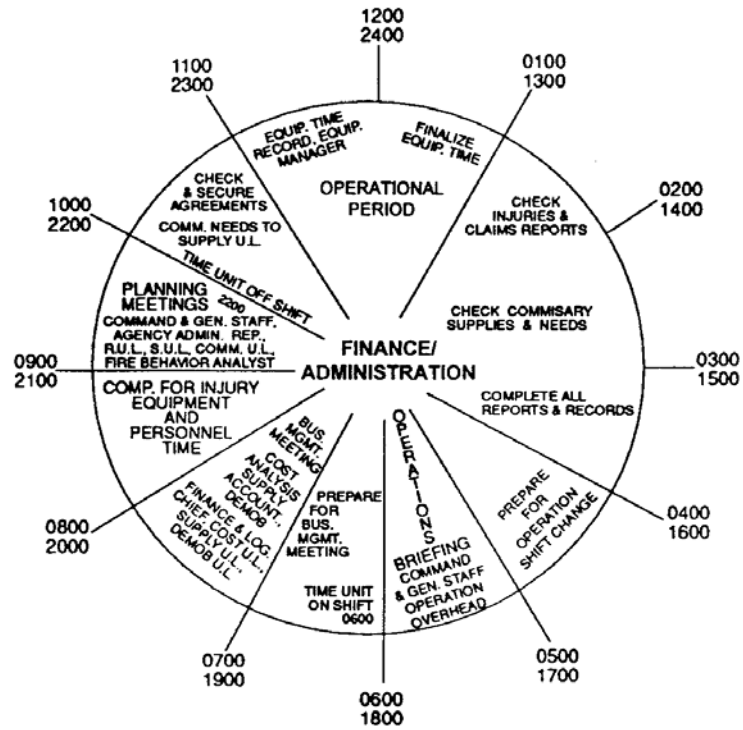 1200
2400
0100
1300
0200
1400
0300
1500
0400
1600
0500
1700
0600
1800
0700
1900
0800
2000
0900
2100
1000
2200
1100
2300
EQUIP. TIME
RECORD, EQUIP.
MANAGER
FINALIZE
EQUIP. TIME
OPERATIONAL
PERIOD
CHECK
INJURIES &
CLAIMS REPORTS
CHECK COMMISARY
SUPPLIES & NEEDS
COMPLETE ALL
REPORTS & RECORDS
PREPARE
FOR
OPERATION
SHIFT CHANGE
OPERATIONS
BRIEFING
COMMAND
& GEN. STAFF
OPERATION
OVERHEAD
PREPARE
FOR
BUS.
MGMT.
MEETING
TIME UNIT
ON SHIFT
0600
BUS.
MGMT.
MEETING
COST
ANALYSIS
SUPPLY
ACCOUNT.,
DEMOB
FINANCE & LOG.
CHIEF, COST U.L.,
SUPPLY U.L.,
DEMOB U.L.
COMP. FOR INJURY
EQUIPMENT
AND
PERSONNEL
TIME
PLANNING
MEETINGS
COMMAND & GEN. STAFF,
AGENCY ADMIN. REP.,
R.U.L., S.U.L., COMM. U.L.,
FIRE BEHAVIOR ANALYST
TIME UNIT OFF SHIFT
2200
CHECK
& SECURE
AGREEMENTS
COMM. NEEDS TO
SUPPLY U.L.
FINANCE/
ADMINISTRATION